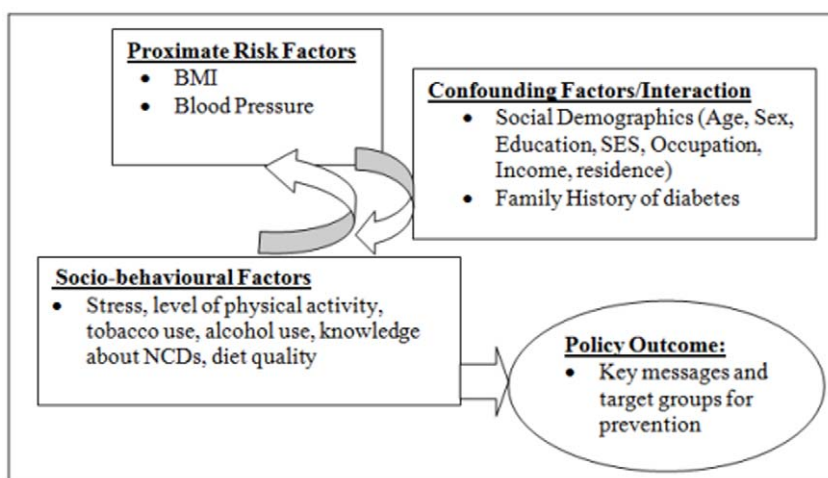 Proximate Risk Factors
• BMI
• Blood Pressure
Confounding Factors/Interaction
• Social Demographics (Age, Sex,
Education, SES, Occupation,
Income, residence)
• Family History of diabetes
Socio-behavioural Factors
• Stress, level of physical activity,
tobacco use, alcohol use, knowledge
about NCDs, diet quality
Policy Outcome:
• Key messages and
target groups for
prevention